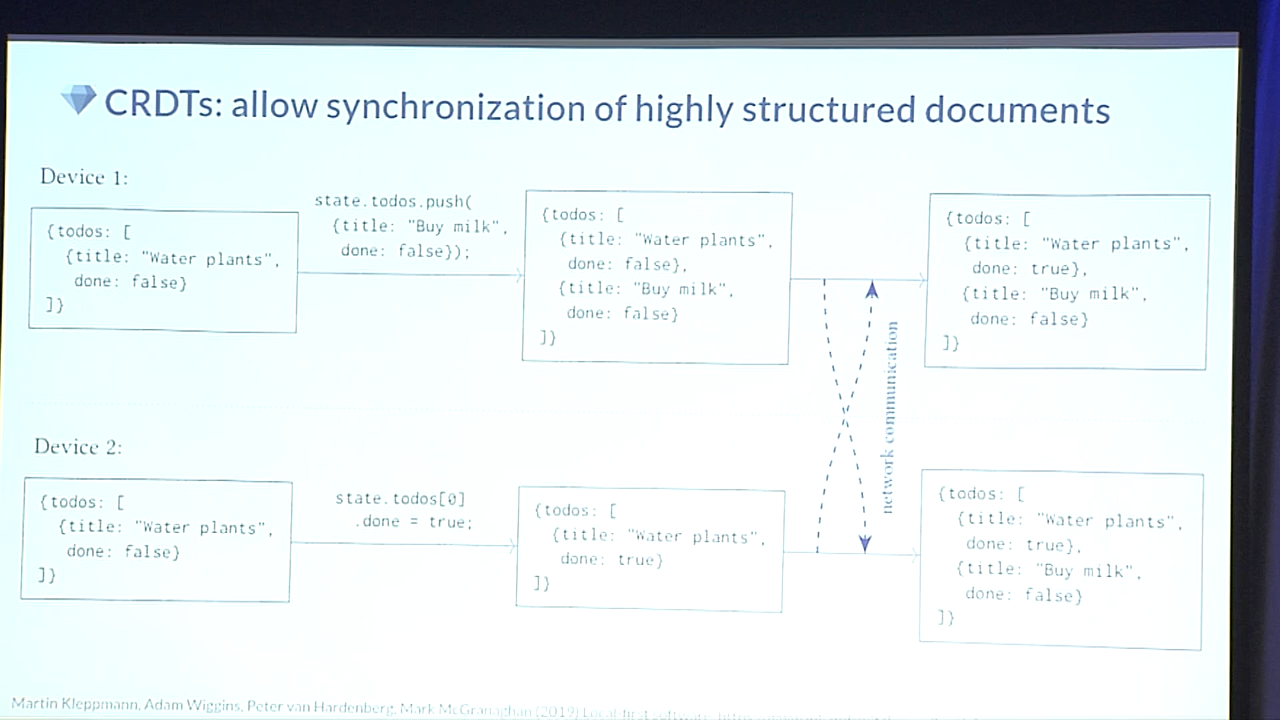 CRDTs: allow synchronization of highly structured documents
Device 1:
{todos: [
{title: "Water plants",
done: false}
]}
state.todos.push(
{title: "Buy milk",
done: false});
{todos: [
{title: "Water plants",
done: false},
{title: "Buy milk",
done: false}
]}
{todos: [
{title: "Water plants",
done: true},
{title: "Buy milk",
done: false}
]}
network communication
Device 2:
{todos: [
{title: "Water plants",
done: false}
]}
state.todos[0]
.done = true;
{todos: [
{title: "Water plants",
done: true}
]}
{todos: [
{title: "Water plants",
done: true},
{title: "Buy milk",
done: false}
]}
Martin Kleppmann, Adam Wiggins, Peter van Hardenberg, Mark McGranaghan (2019) Local-first software.